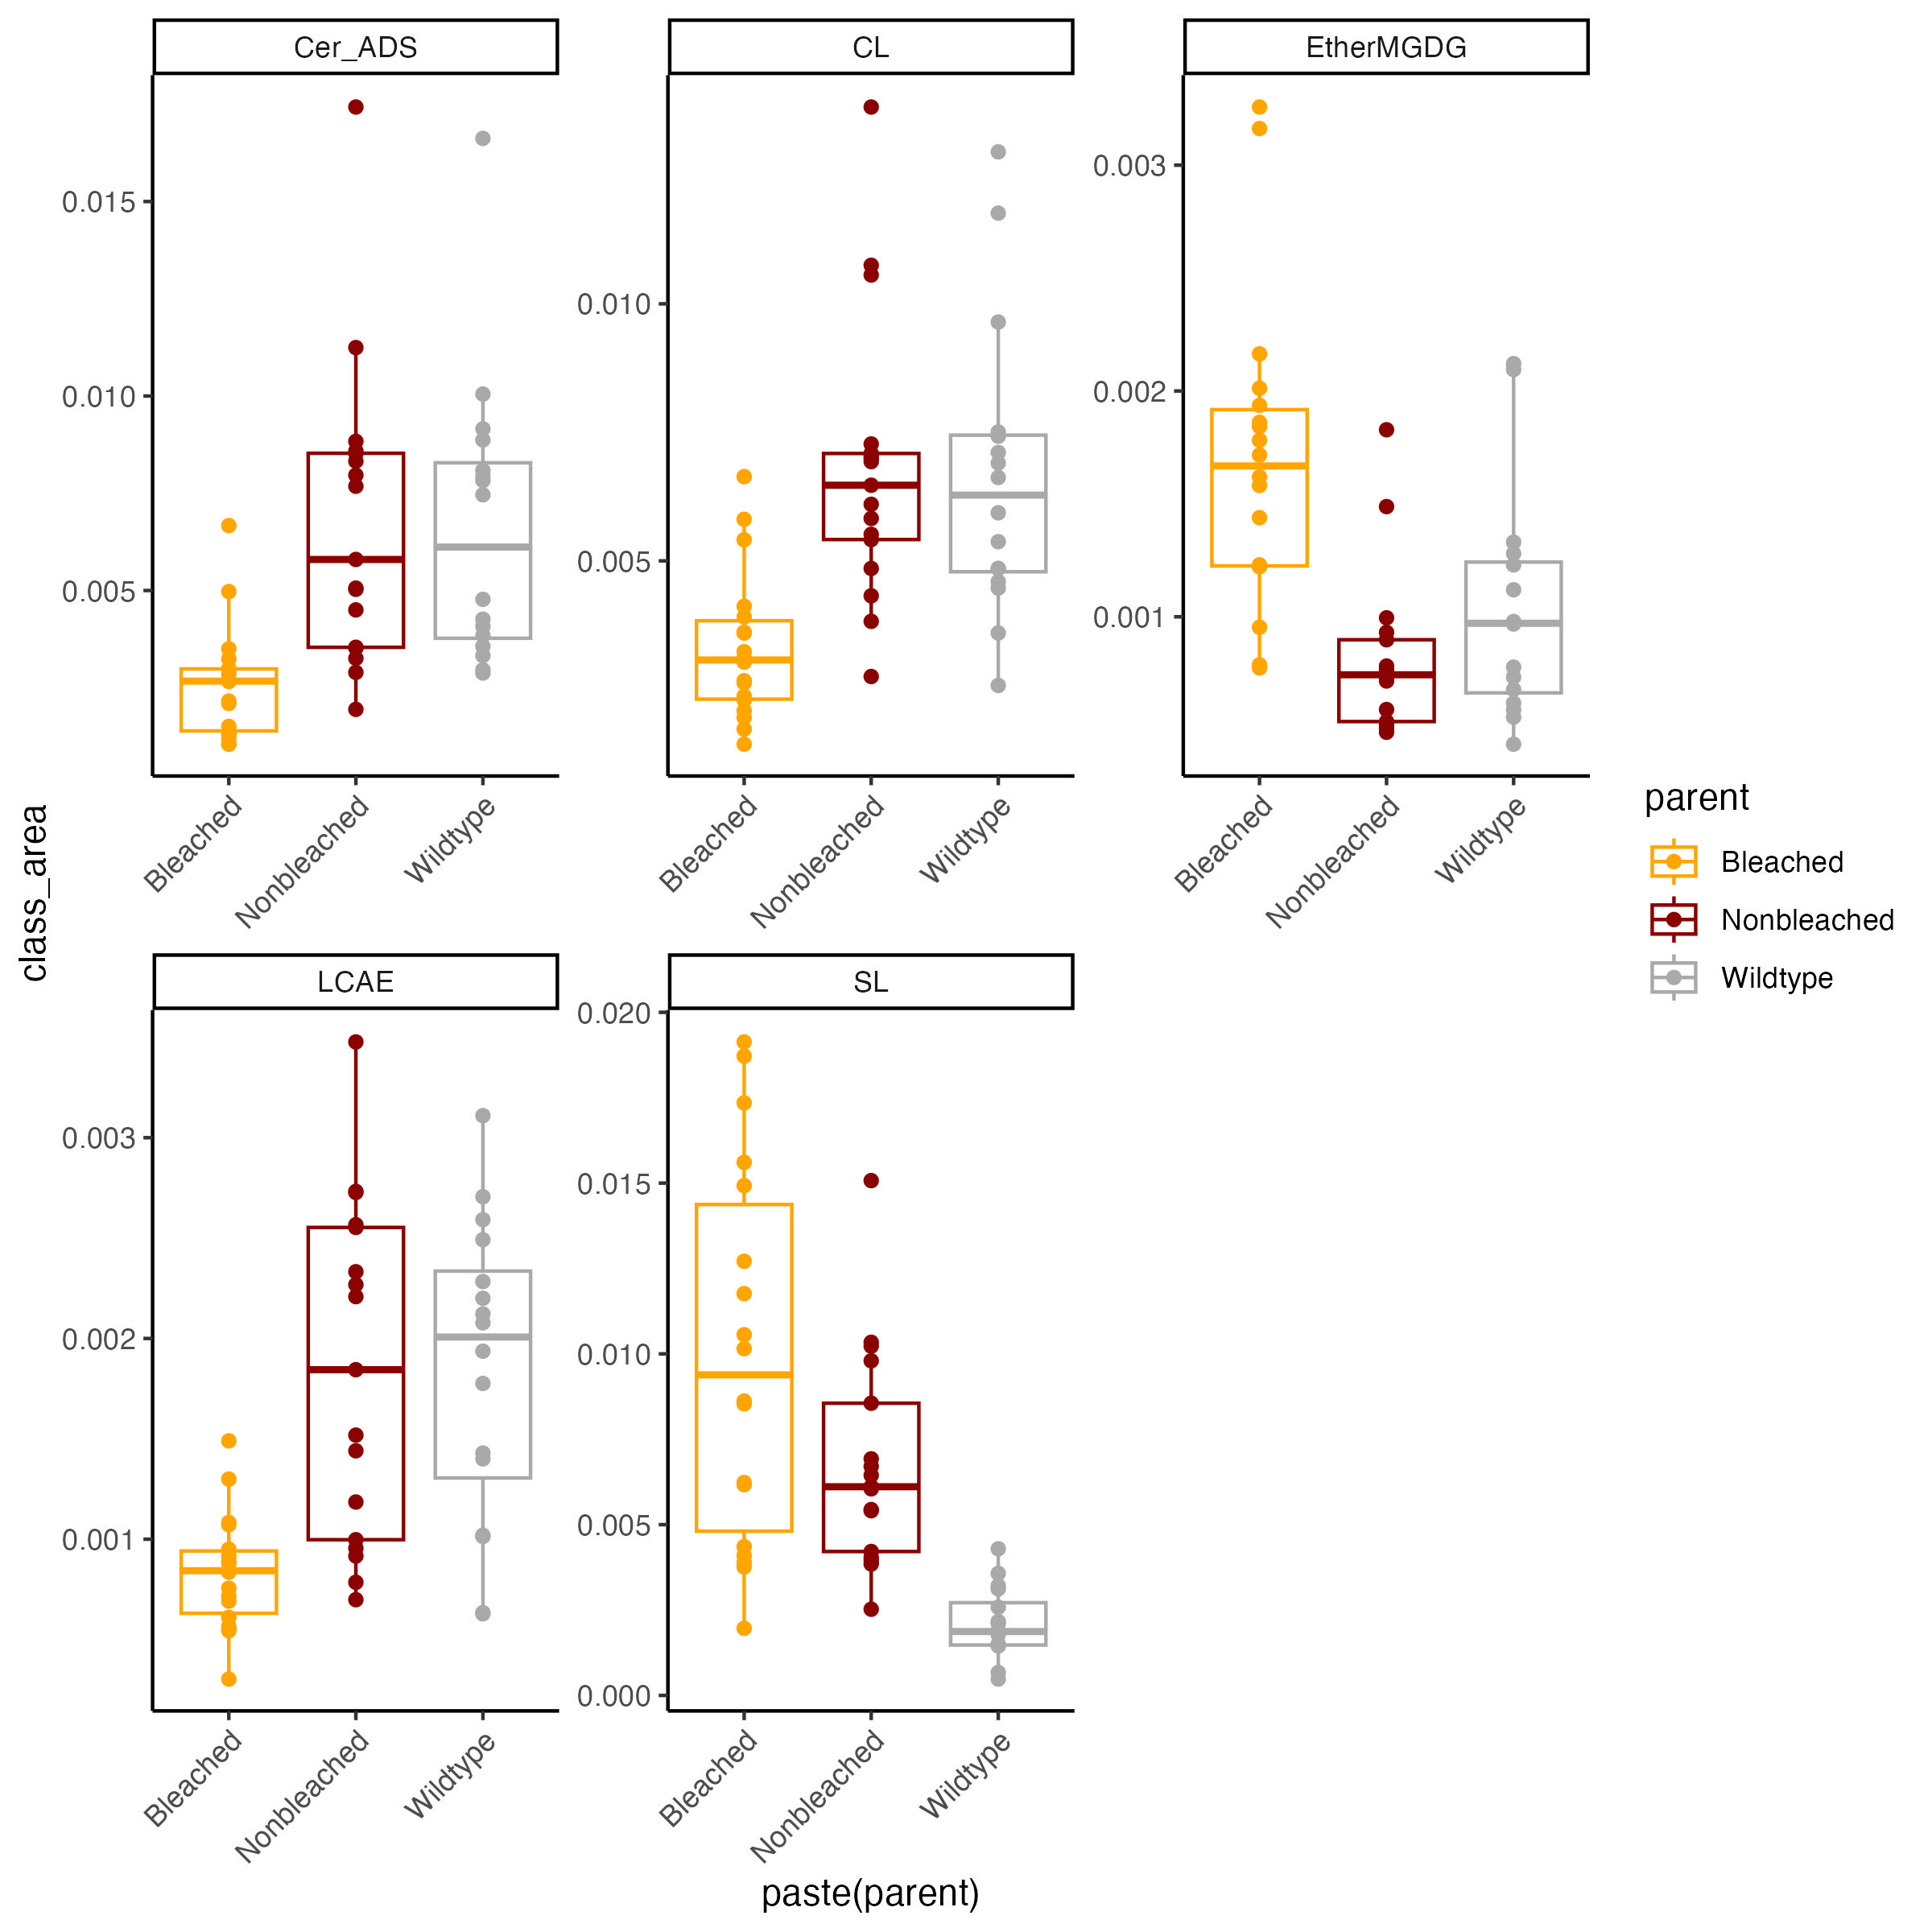 Cer_ADS
CL
EtherMGDG
0.015
0.010
0.005
0.010
0.005
0.003
0.002
0.001
Bleached
Nonbleached
Wildtype
Bleached
Nonbleached
Wildtype
Bleached
Nonbleached
Wildtype
class_area
parent
Bleached
Nonbleached
Wildtype
LCAE
SL
0.003
0.002
0.001
0.020
0.015
0.010
0.005
0.000
Bleached
Nonbleached
Wildtype
Bleached
Nonbleached
Wildtype
paste(parent)